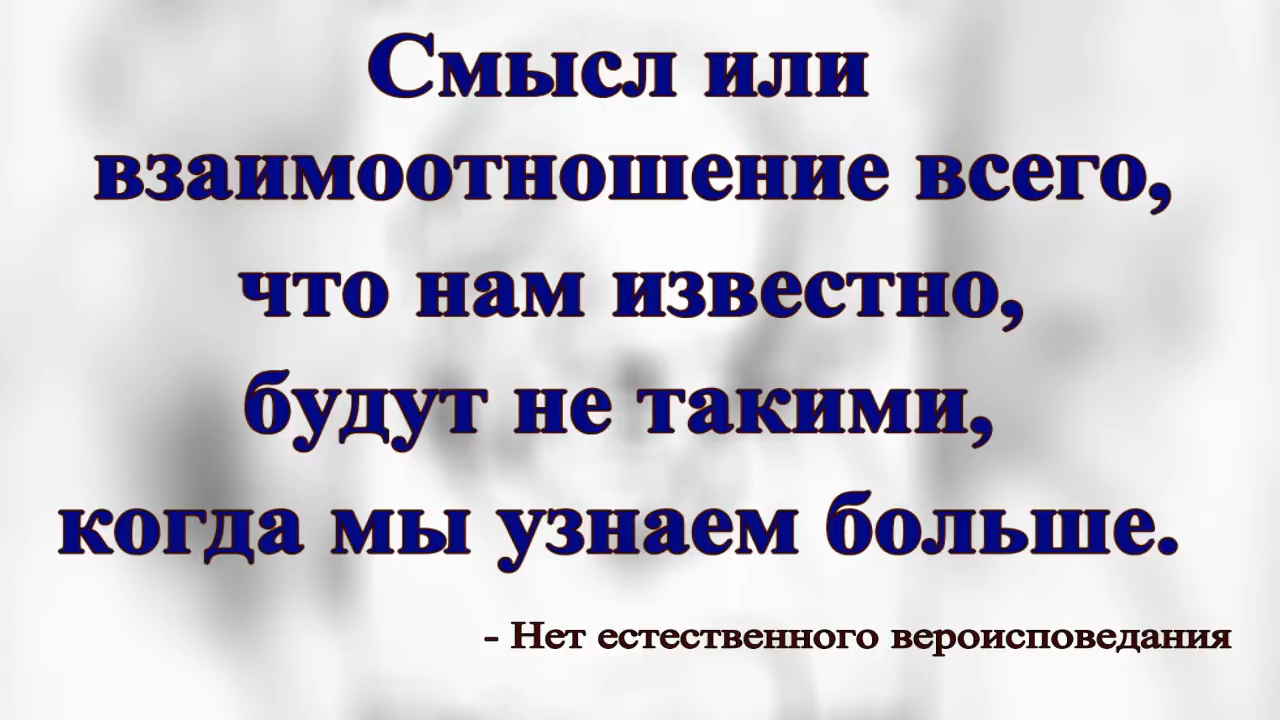 Смысл или
взаимоотношение всего,
что нам известно,
будут не такими,
когда мы узнаем больше.
- Нет естественного вероисповедания